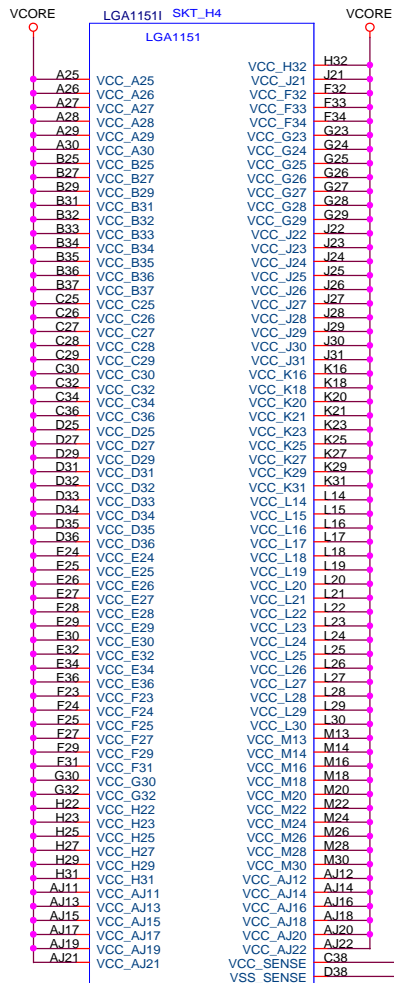 VCORE
LGA1151I SKT_H4
VCORE
LGA1151
A25 VCC_A25
A26 VCC_A26
A27 VCC_A27
A28 VCC_A28
A29 VCC_A29
A30 VCC_A30
B25 VCC_B25
B27 VCC_B27
B29 VCC_B29
B31 VCC_B31
B32 VCC_B32
B33 VCC_B33
B34 VCC_B34
B35 VCC_B35
B36 VCC_B36
B37 VCC_B37
C25 VCC_C25
C26 VCC_C26
C27 VCC_C27
C28 VCC_C28
C29 VCC_C29
C30 VCC_C30
C32 VCC_C32
C34 VCC_C34
C36 VCC_C36
D25 VCC_D25
D27 VCC_D27
D29 VCC_D29
D31 VCC_D31
D32 VCC_D32
D33 VCC_D33
D34 VCC_D34
D35 VCC_D35
D36 VCC_D36
E24 VCC_E24
E25 VCC_E25
E26 VCC_E26
E27 VCC_E27
E28 VCC_E28
E29 VCC_E29
E30 VCC_E30
E32 VCC_E32
E34 VCC_E34
E36 VCC_E36
F23 VCC_F23
F24 VCC_F24
F25 VCC_F25
F27 VCC_F27
F29 VCC_F29
F31 VCC_F31
G30 VCC_G30
G32 VCC_G32
H22 VCC_H22
H23 VCC_H23
H25 VCC_H25
H27 VCC_H27
H29 VCC_H29
H31 VCC_H31
AJ11 VCC_AJ11
AJ13 VCC_AJ13
AJ15 VCC_AJ15
AJ17 VCC_AJ17
AJ19 VCC_AJ19
AJ21 VCC_AJ21
VCC_H32 H32
VCC_J21 J21
VCC_F32 F32
VCC_F33 F33
VCC_F34 F34
VCC_G23 G23
VCC_G24 G24
VCC_G25 G25
VCC_G26 G26
VCC_G27 G27
VCC_G28 G28
VCC_G29 G29
VCC_J22 J22
VCC_J23 J23
VCC_J24 J24
VCC_J25 J25
VCC_J26 J26
VCC_J27 J27
VCC_J28 J28
VCC_J29 J29
VCC_J30 J30
VCC_J31 J31
VCC_K16 K16
VCC_K18 K18
VCC_K20 K20
VCC_K21 K21
VCC_K23 K23
VCC_K25 K25
VCC_K27 K27
VCC_K29 K29
VCC_K31 K31
VCC_L14 L14
VCC_L15 L15
VCC_L16 L16
VCC_L17 L17
VCC_L18 L18
VCC_L19 L19
VCC_L20 L20
VCC_L21 L21
VCC_L22 L22
VCC_L23 L23
VCC_L24 L24
VCC_L25 L25
VCC_L26 L26
VCC_L27 L27
VCC_L28 L28
VCC_L29 L29
VCC_L30 L30
VCC_M13 M13
VCC_M14 M14
VCC_M16 M16
VCC_M18 M18
VCC_M20 M20
VCC_M22 M22
VCC_M24 M24
VCC_M26 M26
VCC_M28 M28
VCC_M30 M30
VCC_AJ12 AJ12
VCC_AJ14 AJ14
VCC_AJ16 AJ16
VCC_AJ18 AJ18
VCC_AJ20 AJ20
VCC_AJ22 AJ22
VCC_SENSE C38
VSS_SENSE D38